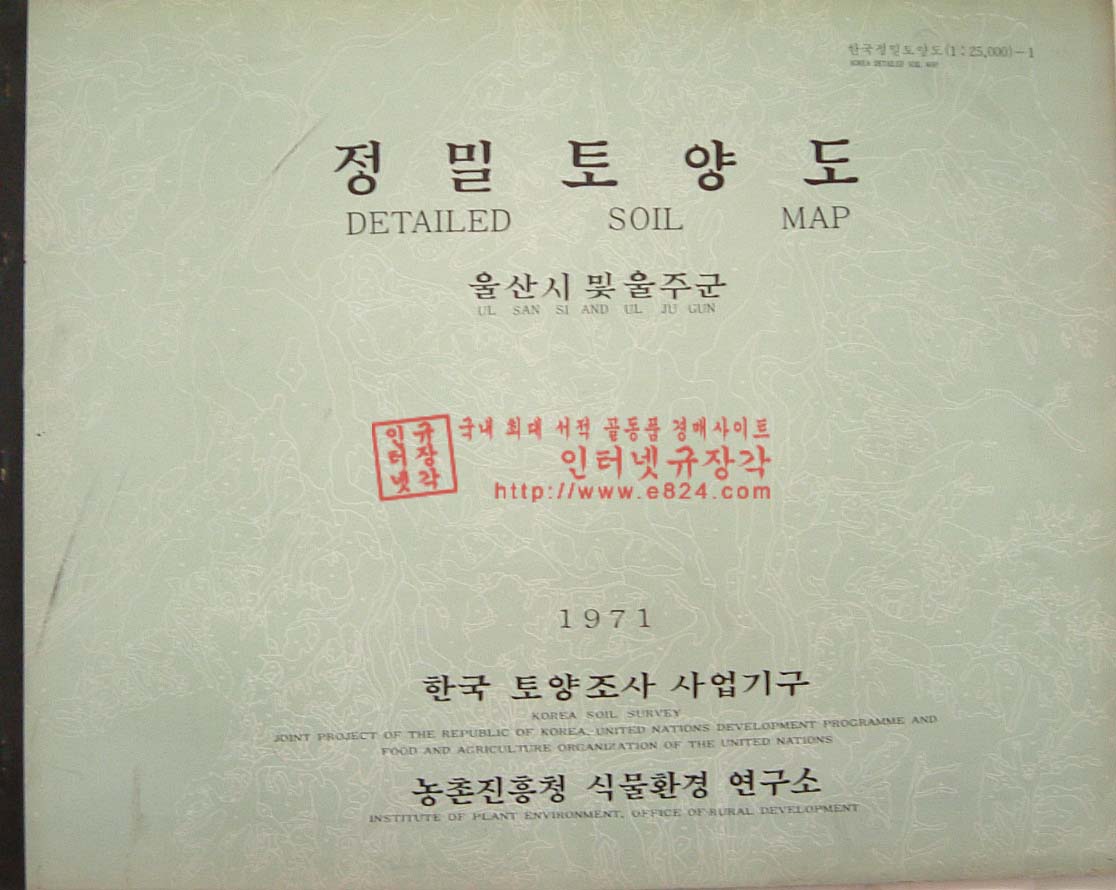 한국정밀토양도(1:25,000)-1
KOREA DETAILED SOIL MAP
정 밀 토 양 도
DETAILED SOIL MAP
울산시 및 울주군
UL SAN SI AND UL JU GUN
국내 최대 서적 골동품 경매사이트
인터넷규장각
http://www.e824.com
규장각
인터넷
1971
한국 토양조사 사업기구
KOREA SOIL SURVEY
JOINT PROJECT OF THE REPUBLIC OF KOREA, UNITED NATIONS DEVELOPMENT PROGRAMME AND
FOOD AND AGRICULTURE ORGANIZATION OF THE UNITED NATIONS
농촌진흥청 식물환경 연구소
INSTITUTE OF PLANT ENVIRONMENT, OFFICE OF RURAL DEVELOPMENT